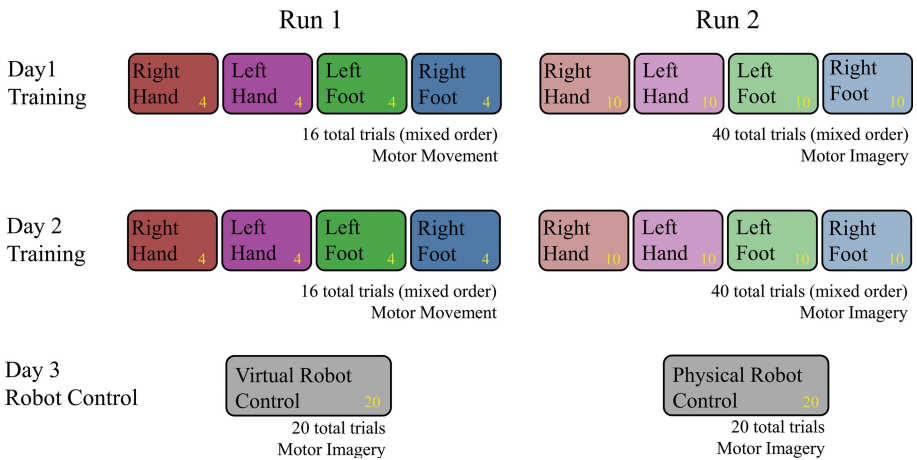 Run 1
Run 2
Day1
Training
Right
Hand 4
Left
Hand 4
Left
Foot 4
Right
Foot 4
16 total trials (mixed order)
Motor Movement
Right
Hand 10
Left
Hand 10
Left
Foot 10
Right
Foot 10
40 total trials (mixed order)
Motor Imagery
Day 2
Training
Right
Hand 4
Left
Hand 4
Left
Foot 4
Right
Foot 4
16 total trials (mixed order)
Motor Movement
Right
Hand 10
Left
Hand 10
Left
Foot 10
Right
Foot 10
40 total trials (mixed order)
Motor Imagery
Day 3
Robot Control
Virtual Robot
Control 20
20 total trials
Motor Imagery
Physical Robot
Control 20
20 total trials
Motor Imagery